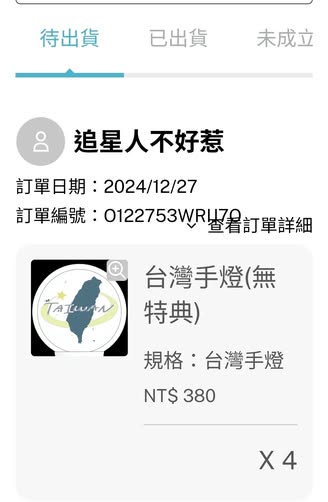 待出貨
已出貨
未成立
追星人不好惹
訂單日期：2024/12/27
訂單編號：O122753WRIJ7O
查看訂單詳細
TAIWAN
台灣手燈(無
特典)
規格：台灣手燈
NT$ 380
X 4